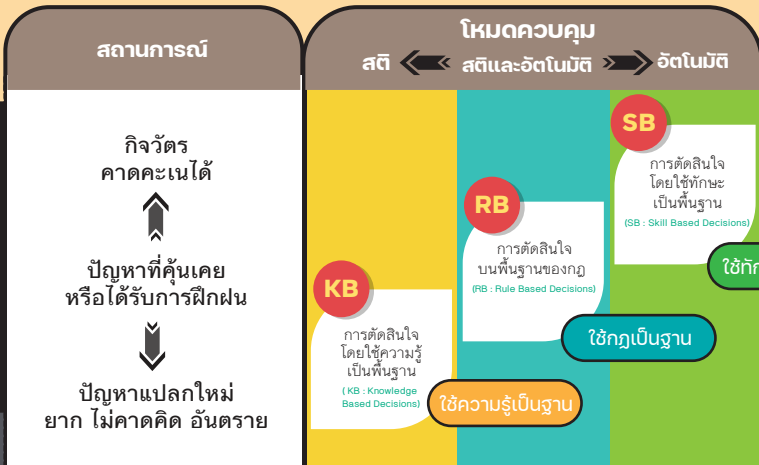 สถานการณ์
โหมดควบคุม
สติ
สติและอัตโนมัติ
อัตโนมัติ
กิจวัตร
คาดคะเนได้
ปัญหาที่คุ้นเคย
หรือได้รับการฝึกฝน
ปัญหาแปลกใหม่
ยาก ไม่คาดคิด อันตราย
KB
การตัดสินใจ
โดยใช้ความรู้
เป็นพื้นฐาน
( KB : Knowledge
Based Decisions)
ใช้ความรู้เป็นฐาน
RB
การตัดสินใจ
บนพื้นฐานของกฎ
(RB : Rule Based Decisions)
ใช้กฎเป็นฐาน
SB
การตัดสินใจ
โดยใช้ทักษะ
เป็นพื้นฐาน
(SB : Skill Based Decisions)